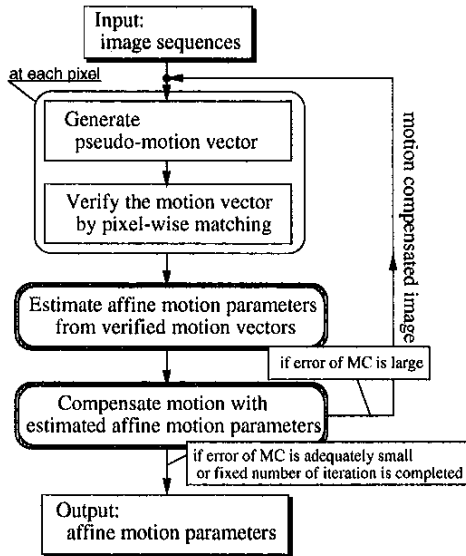 Input:
image sequences
at each pixel
Generate
pseudo-motion vector
Verify the motion vector
by pixel-wise matching
motion compensated image
Estimate affine motion parameters
from verified motion vectors
if error of MC is large
Compensate motion with
estimated affine motion parameters
if error of MC is adequately small
or fixed number of iteration is completed
Output:
affine motion parameters